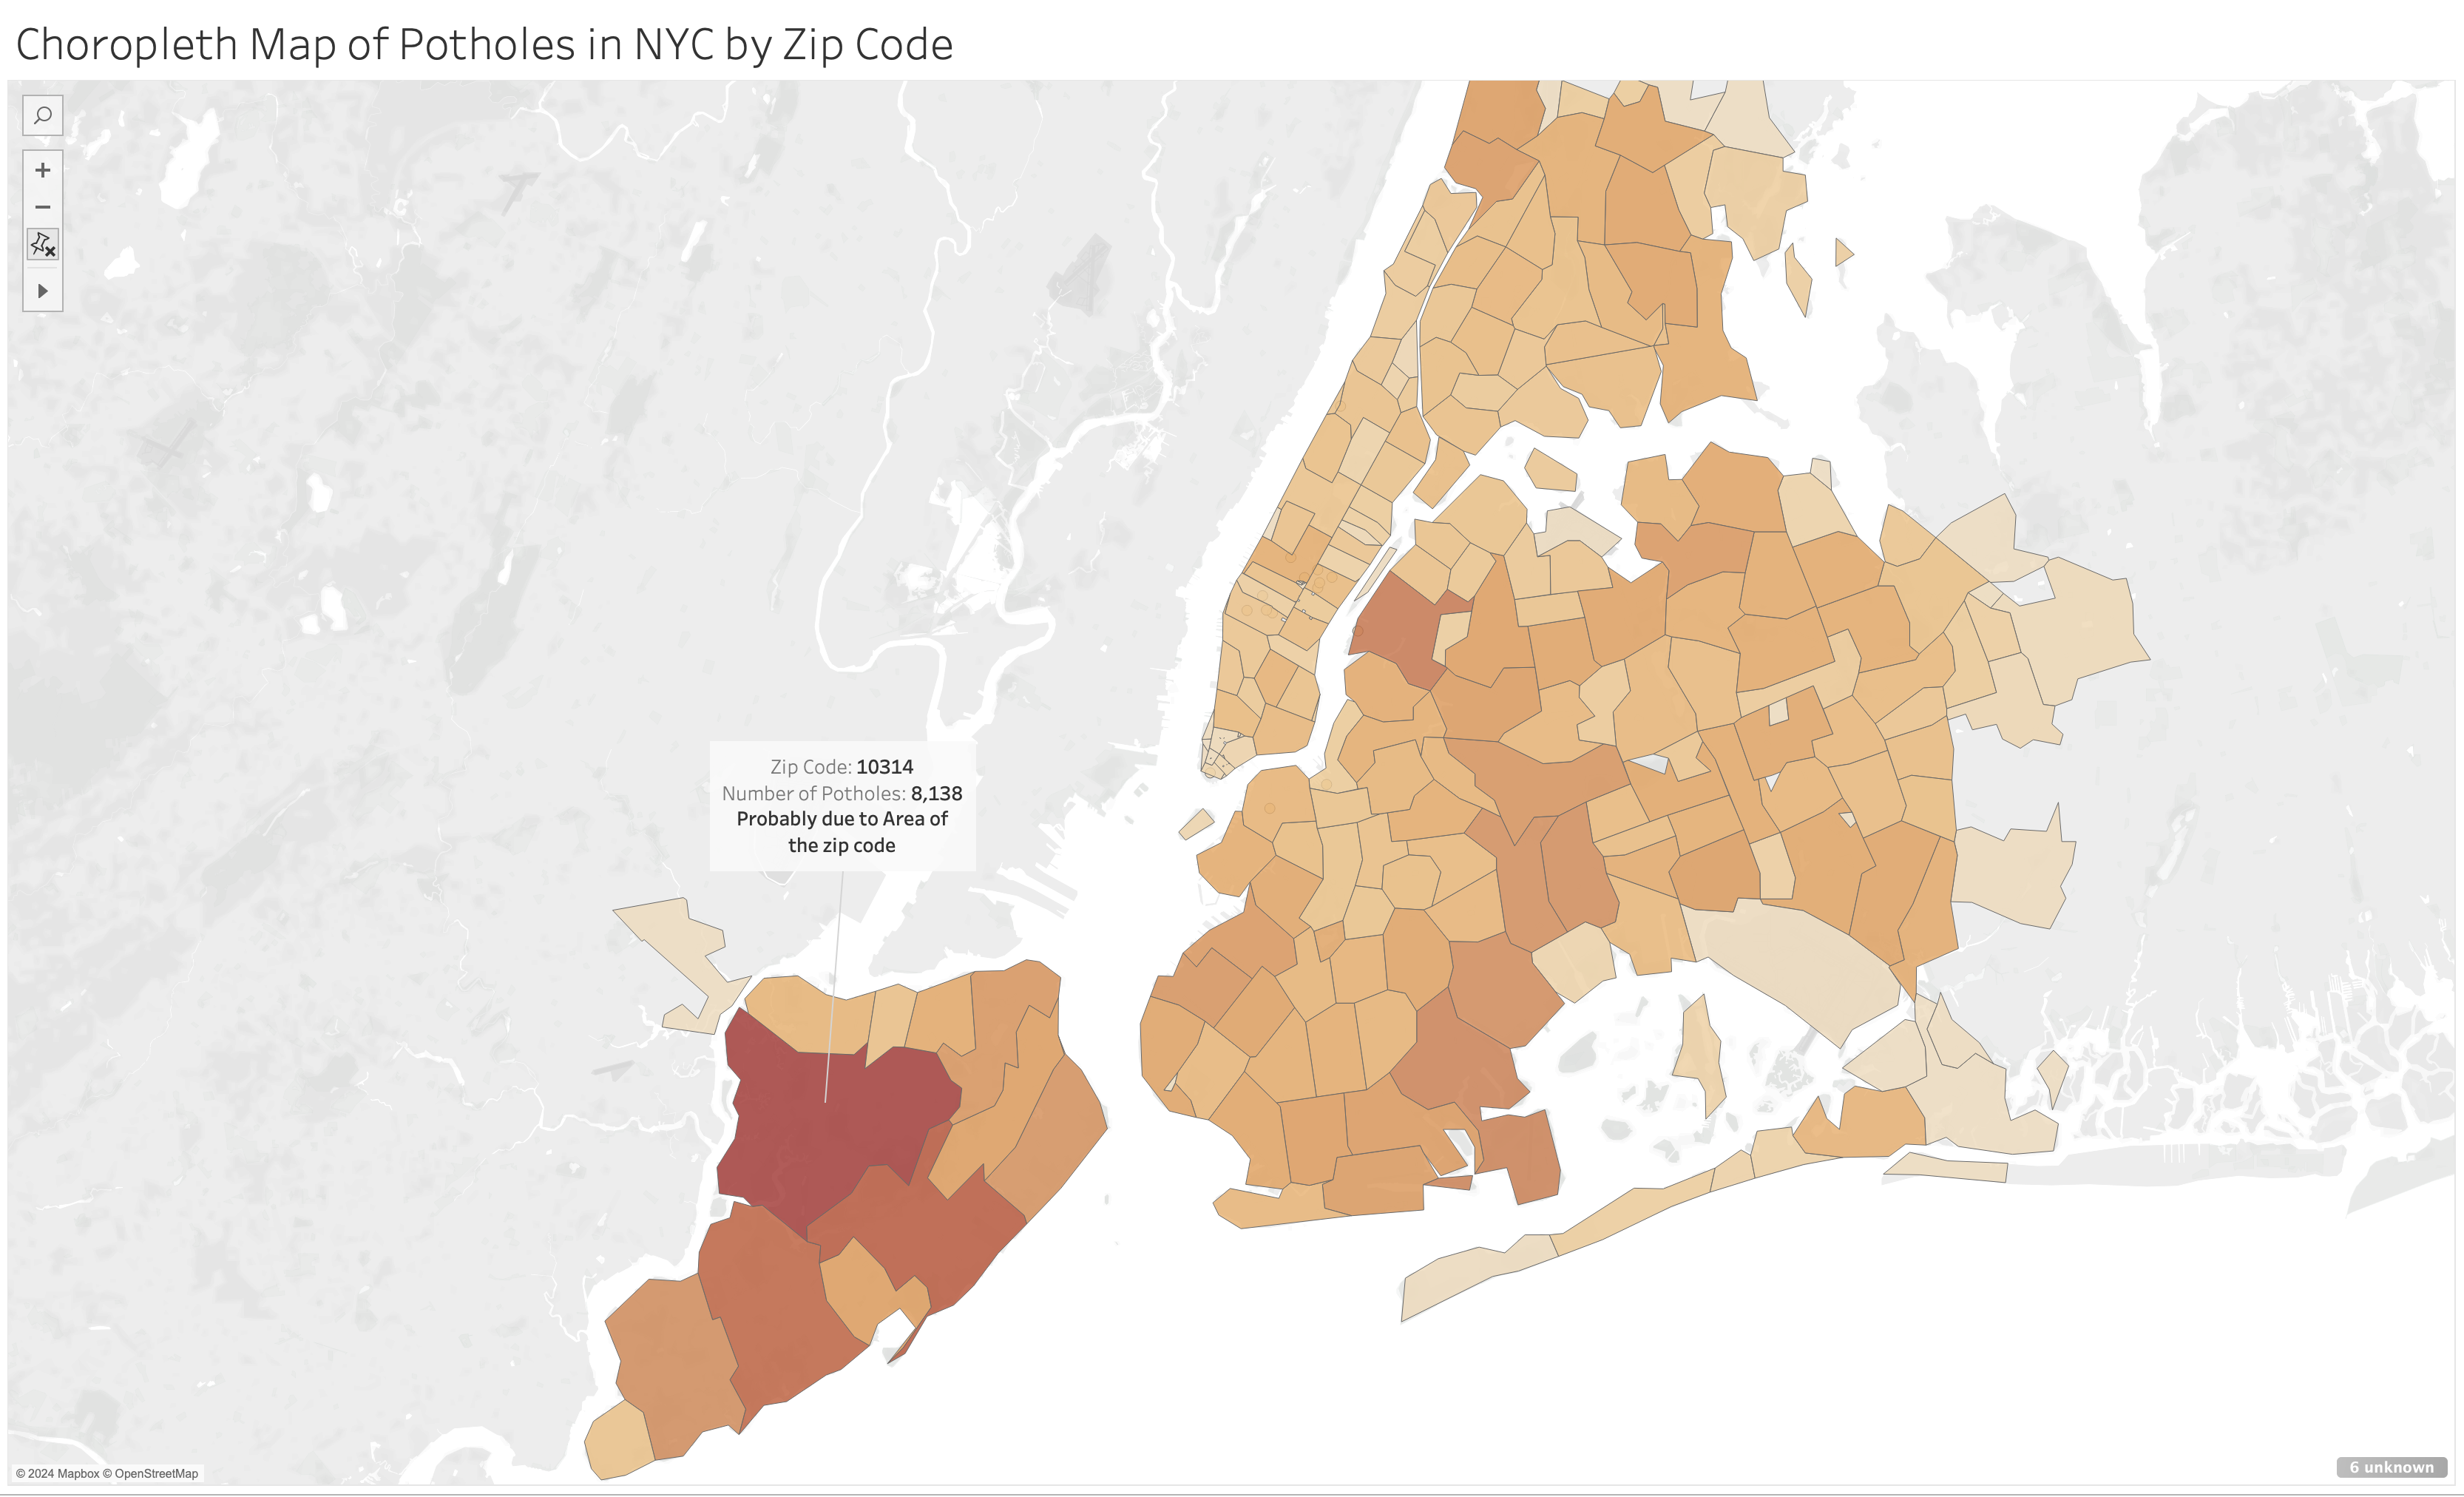 Choropleth Map of Potholes in NYC by Zip Code
Zip Code: 10314
Number of Potholes: 8,138
Probably due to Area of
the zip code
© 2024 Mapbox © OpenStreetMap
6 unknown